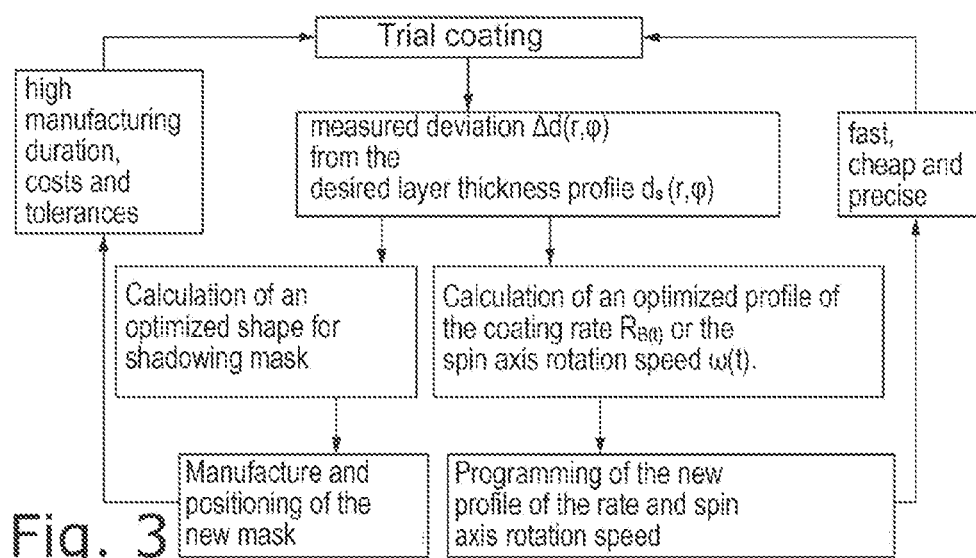 Trial coating
high
manufacturing
duration,
costs and
tolerances
measured deviation Δd(r,φ)
from the
desired layer thickness profile dₛ(r,φ)
fast,
cheap and
precise
Calculation of an
optimized shape for
shadowing mask
Calculation of an optimized profile of
the coating rate R_B(t) or the
spin axis rotation speed ω(t).
Manufacture and
positioning of the
new mask
Programming of the new
profile of the rate and spin
axis rotation speed
Fig. 3